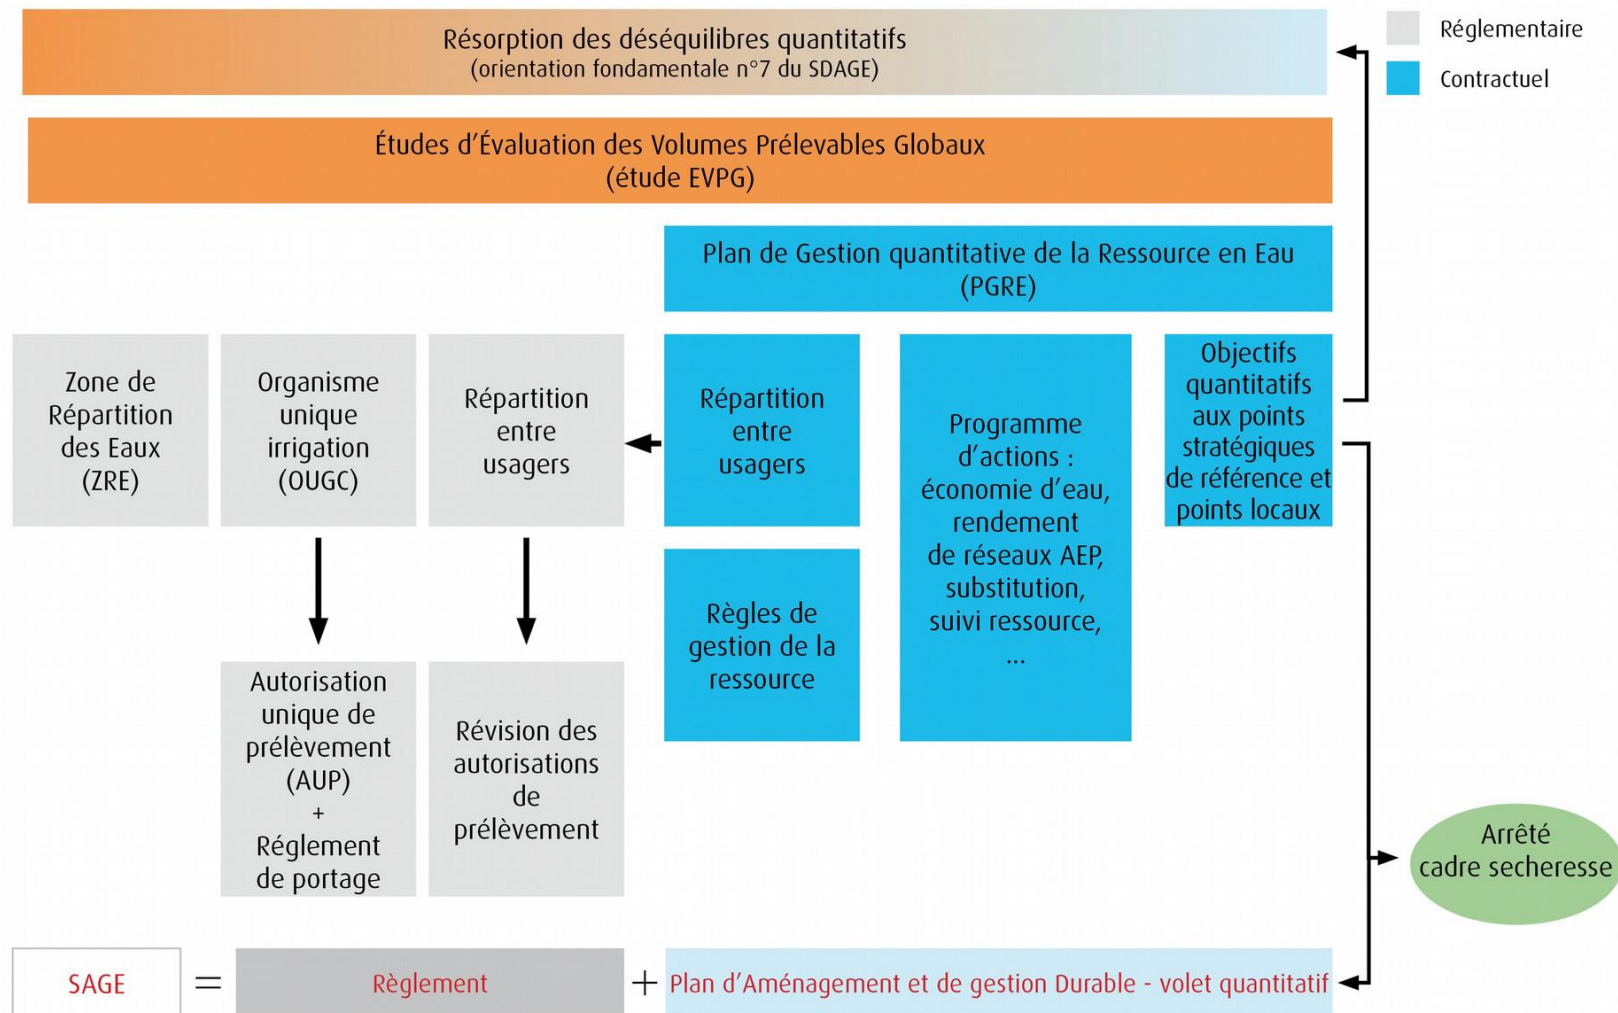 Résorption des déséquilibres quantitatifs
(orientation fondamentale n°7 du SDAGE)
Réglementaire
Contractuel
Études d'Évaluation des Volumes Prélevables Globaux
(étude EVPG)
Plan de Gestion quantitative de la Ressource en Eau
(PGRE)
Zone de
Répartition
des Eaux
(ZRE)
Organisme
unique
irrigation
(OUGC)
Répartition
entre
usagers
Répartition
entre
usagers
Programme
d'actions :
économie d'eau,
rendement
de réseaux AEP,
substitution,
suivi ressource,
...
Objectifs
quantitatifs
aux points
stratégiques
de référence et
points locaux
Règles de
gestion de la
ressource
Autorisation
unique de
prélèvement
(AUP)
+
Réglement
de portage
Révision des
autorisations
de
prélèvement
Arrêté
cadre secheresse
SAGE = Règlement + Plan d'Aménagement et de gestion Durable - volet quantitatif